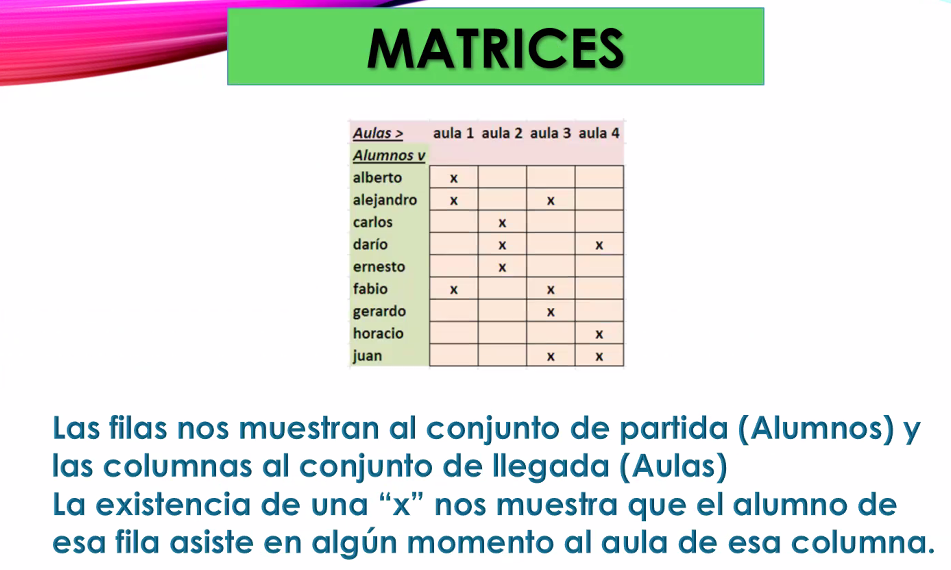 MATRICES
Aulas > aula 1 aula 2 aula 3 aula 4
Alumnos v
alberto x
alejandro x x
carlos x
darío x x
ernesto x
fabio x x
gerardo x
horacio x
juan x x
Las filas nos muestran al conjunto de partida (Alumnos) y
las columnas al conjunto de llegada (Aulas)
La existencia de una “x” nos muestra que el alumno de
esa fila asiste en algún momento al aula de esa columna.